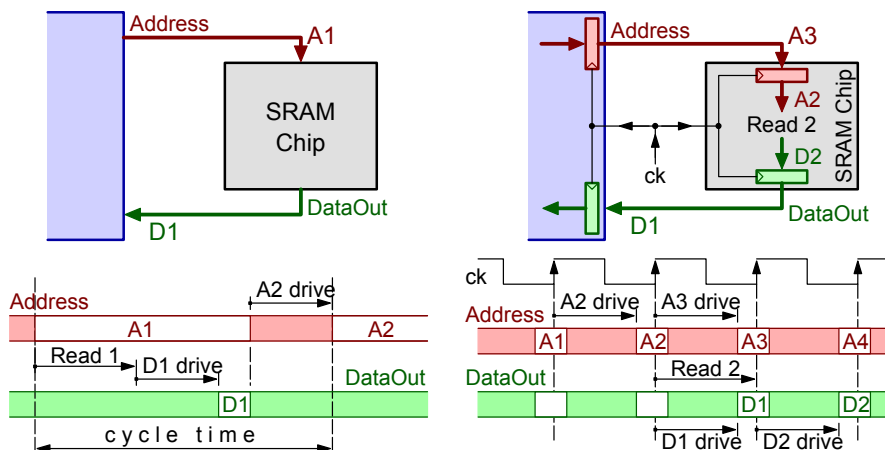 Address
A1
SRAM
Chip
DataOut
D1
Address
A3
A2
Read 2
D2
SRAM Chip
ck
DataOut
D1
A2 drive
Address
A1
A2
Read 1
D1 drive
DataOut
D1
cycle time
ck
A2 drive
A3 drive
Address
A1
A2
A3
A4
Read 2
DataOut
D1
D2
D1 drive
D2 drive